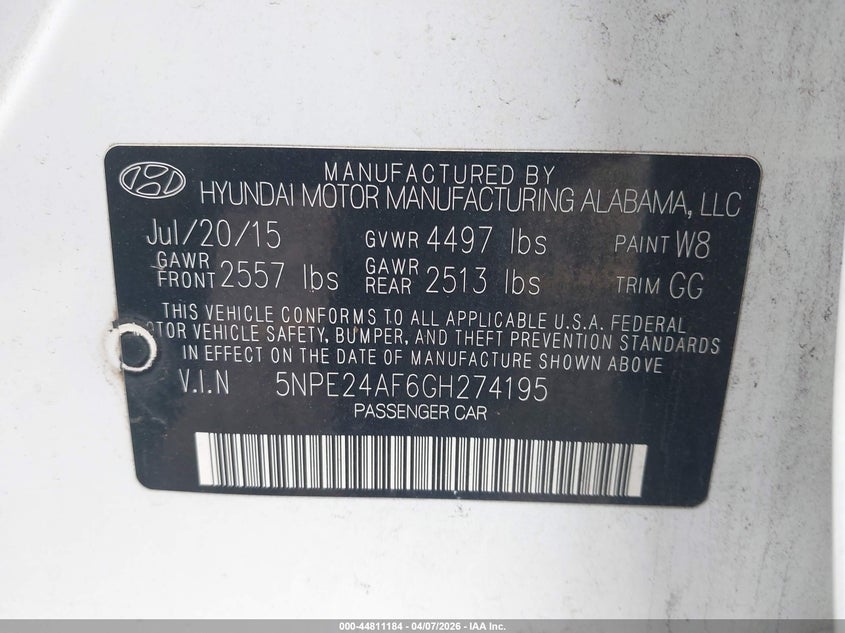 MANUFACTURED BY
HYUNDAI MOTOR MANUFACTURING ALABAMA, LLC
Jul/20/15 GVWR 4497 lbs PAINT W8
GAWR FRONT 2557 lbs GAWR REAR 2513 lbs TRIM GG
THIS VEHICLE CONFORMS TO ALL APPLICABLE U.S.A. FEDERAL
OTOR VEHICLE SAFETY, BUMPER, AND THEFT PREVENTION STANDARDS
IN EFFECT ON THE DATE OF MANUFACTURE SHOWN ABOVE
V.I.N 5NPE24AF6GH274195
PASSENGER CAR
000-44811184 - 04/07/2026 - IAA Inc.